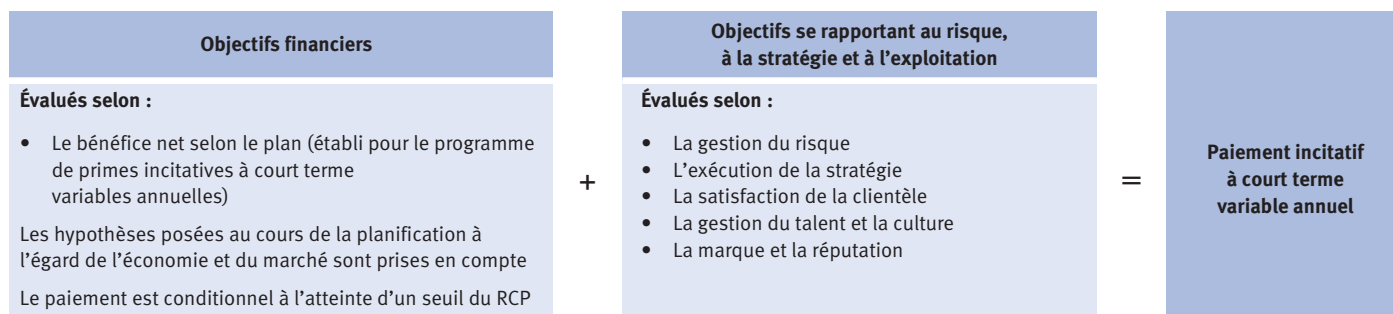 Objectifs financiers
Évalués selon :
• Le bénéfice net selon le plan (établi pour le programme
de primes incitatives à court terme
variables annuelles)
Les hypothèses posées au cours de la planification à
l’égard de l’économie et du marché sont prises en compte
Le paiement est conditionnel à l’atteinte d’un seuil du RCP
+
Objectifs se rapportant au risque,
à la stratégie et à l’exploitation
Évalués selon :
• La gestion du risque
• L’exécution de la stratégie
• La satisfaction de la clientèle
• La gestion du talent et la culture
• La marque et la réputation
=
Paiement incitatif
à court terme
variable annuel